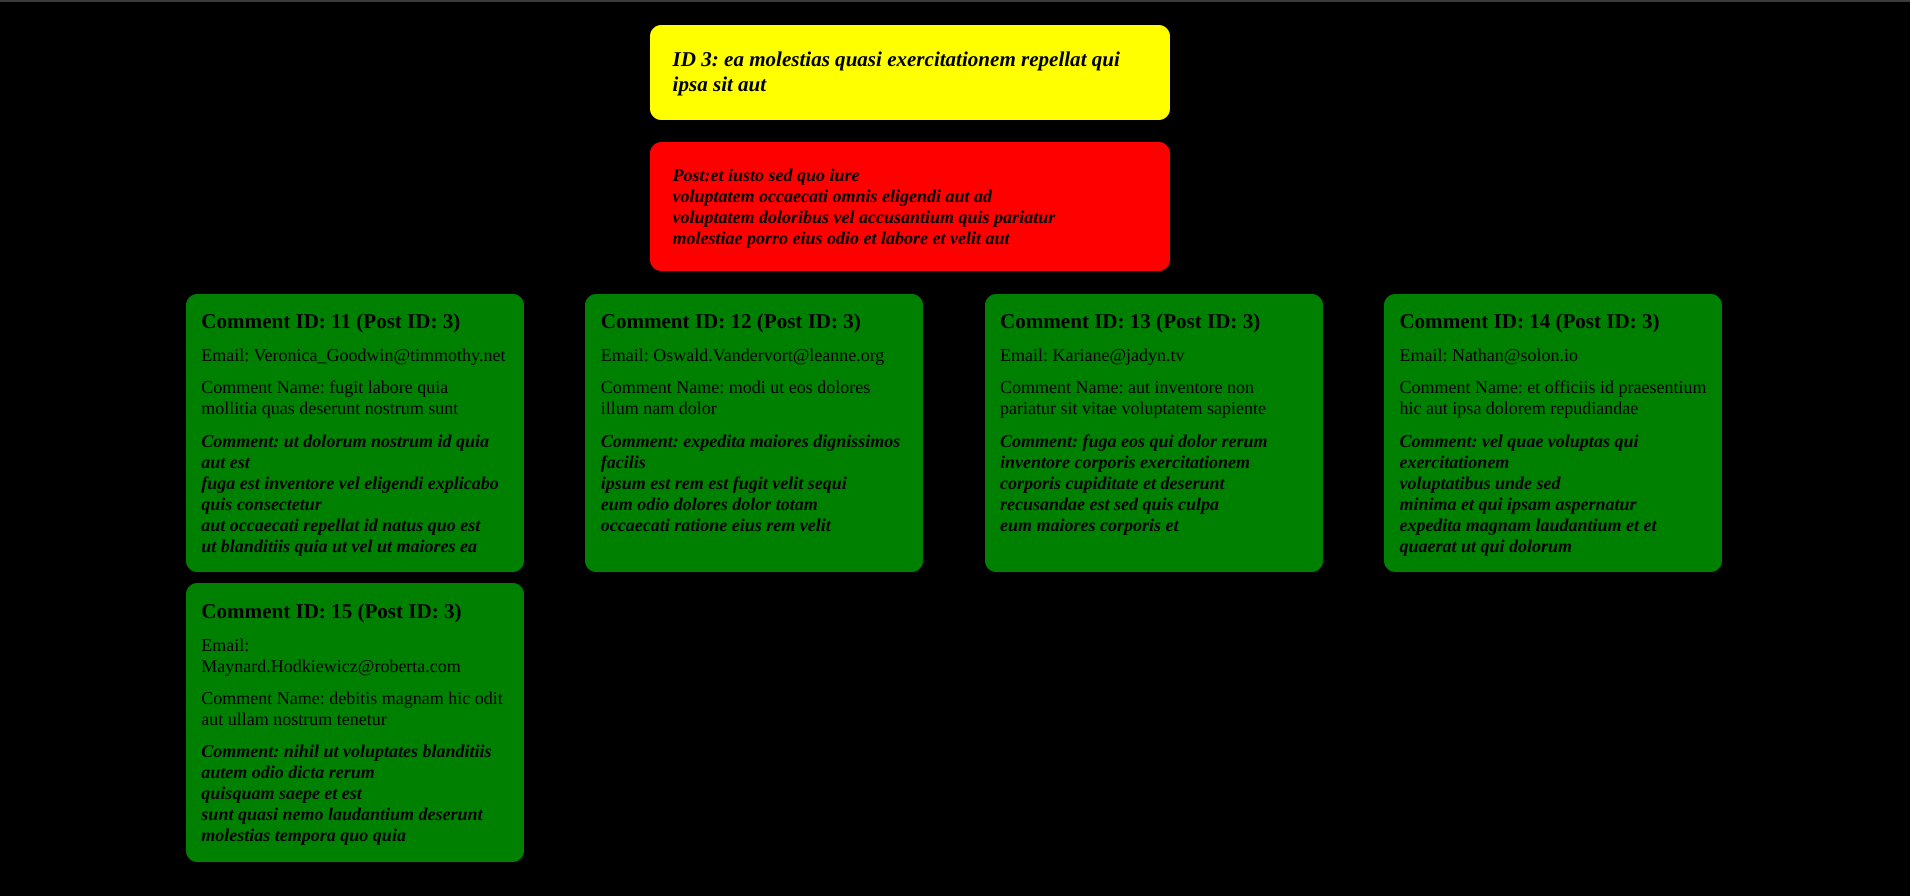 ID 3: ea molestias quasi exercitationem repellat qui
ipsa sit aut
Post:et iusto sed quo iure
voluptatem occaecati omnis eligendi aut ad
voluptatem doloribus vel accusantium quis pariatur
molestiae porro eius odio et labore et velit aut
Comment ID: 11 (Post ID: 3)
Email: Veronica_Goodwin@timmothy.net
Comment Name: fugit labore quia
mollitia quas deserunt nostrum sunt
Comment: ut dolorum nostrum id quia
aut est
fuga est inventore vel eligendi explicabo
quis consectetur
aut occaecati repellat id natus quo est
ut blanditiis quia ut vel ut maiores ea
Comment ID: 12 (Post ID: 3)
Email: Oswald.Vandervort@leanne.org
Comment Name: modi ut eos dolores
illum nam dolor
Comment: expedita maiores dignissimos
facilis
ipsum est rem est fugit velit sequi
eum odio dolores dolor totam
occaecati ratione eius rem velit
Comment ID: 13 (Post ID: 3)
Email: Kariane@jadyn.tv
Comment Name: aut inventore non
pariatur sit vitae voluptatem sapiente
Comment: fuga eos qui dolor rerum
inventore corporis exercitationem
corporis cupiditate et deserunt
recusandae est sed quis culpa
eum maiores corporis et
Comment ID: 14 (Post ID: 3)
Email: Nathan@solon.io
Comment Name: et officiis id praesentium
hic aut ipsa dolorem repudiandae
Comment: vel quae voluptas qui
exercitationem
voluptatibus unde sed
minima et qui ipsam aspernatur
expedita magnam laudantium et et
quaerat ut qui dolorum
Comment ID: 15 (Post ID: 3)
Email:
Maynard.Hodkiewicz@roberta.com
Comment Name: debitis magnam hic odit
aut ullam nostrum tenetur
Comment: nihil ut voluptates blanditiis
autem odio dicta rerum
quisquam saepe et est
sunt quasi nemo laudantium deserunt
molestias tempora quo quia